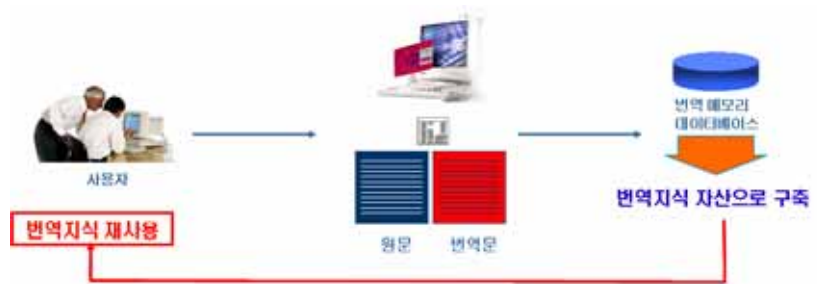 번역 메모리
데이터베이스
사용자
번역지식 자산으로 구축
번역지식 재사용
원문
번역문